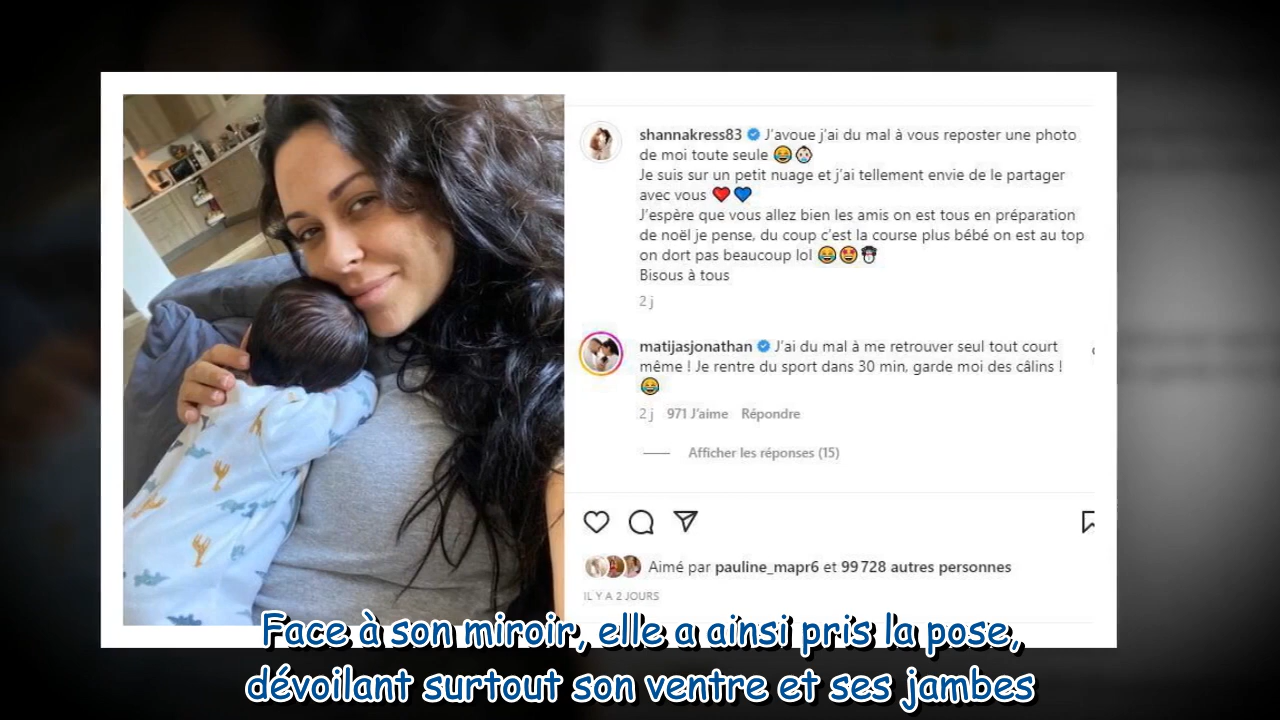 shannakress83 J'avoue j'ai du mal à vous reposter une photo
de moi toute seule 😂👶🏻
Je suis sur un petit nuage et j'ai tellement envie de le partager
avec vous ❤️💙
J'espère que vous allez bien les amis on est tous en préparation
de noël je pense, du coup c'est la course plus bébé on est au top
on dort pas beaucoup lol 😂🤩☃️
Bisous à tous
2 j
matijasjonathan J'ai du mal à me retrouver seul tout court
même ! Je rentre du sport dans 30 min, garde moi des câlins !
😂
2 j 971 J'aime Répondre
Afficher les réponses (15)
Aimé par pauline_mapr6 et 99 728 autres personnes
IL Y A 2 JOURS
Face à son miroir, elle a ainsi pris la pose,
dévoilant surtout son ventre et ses jambes